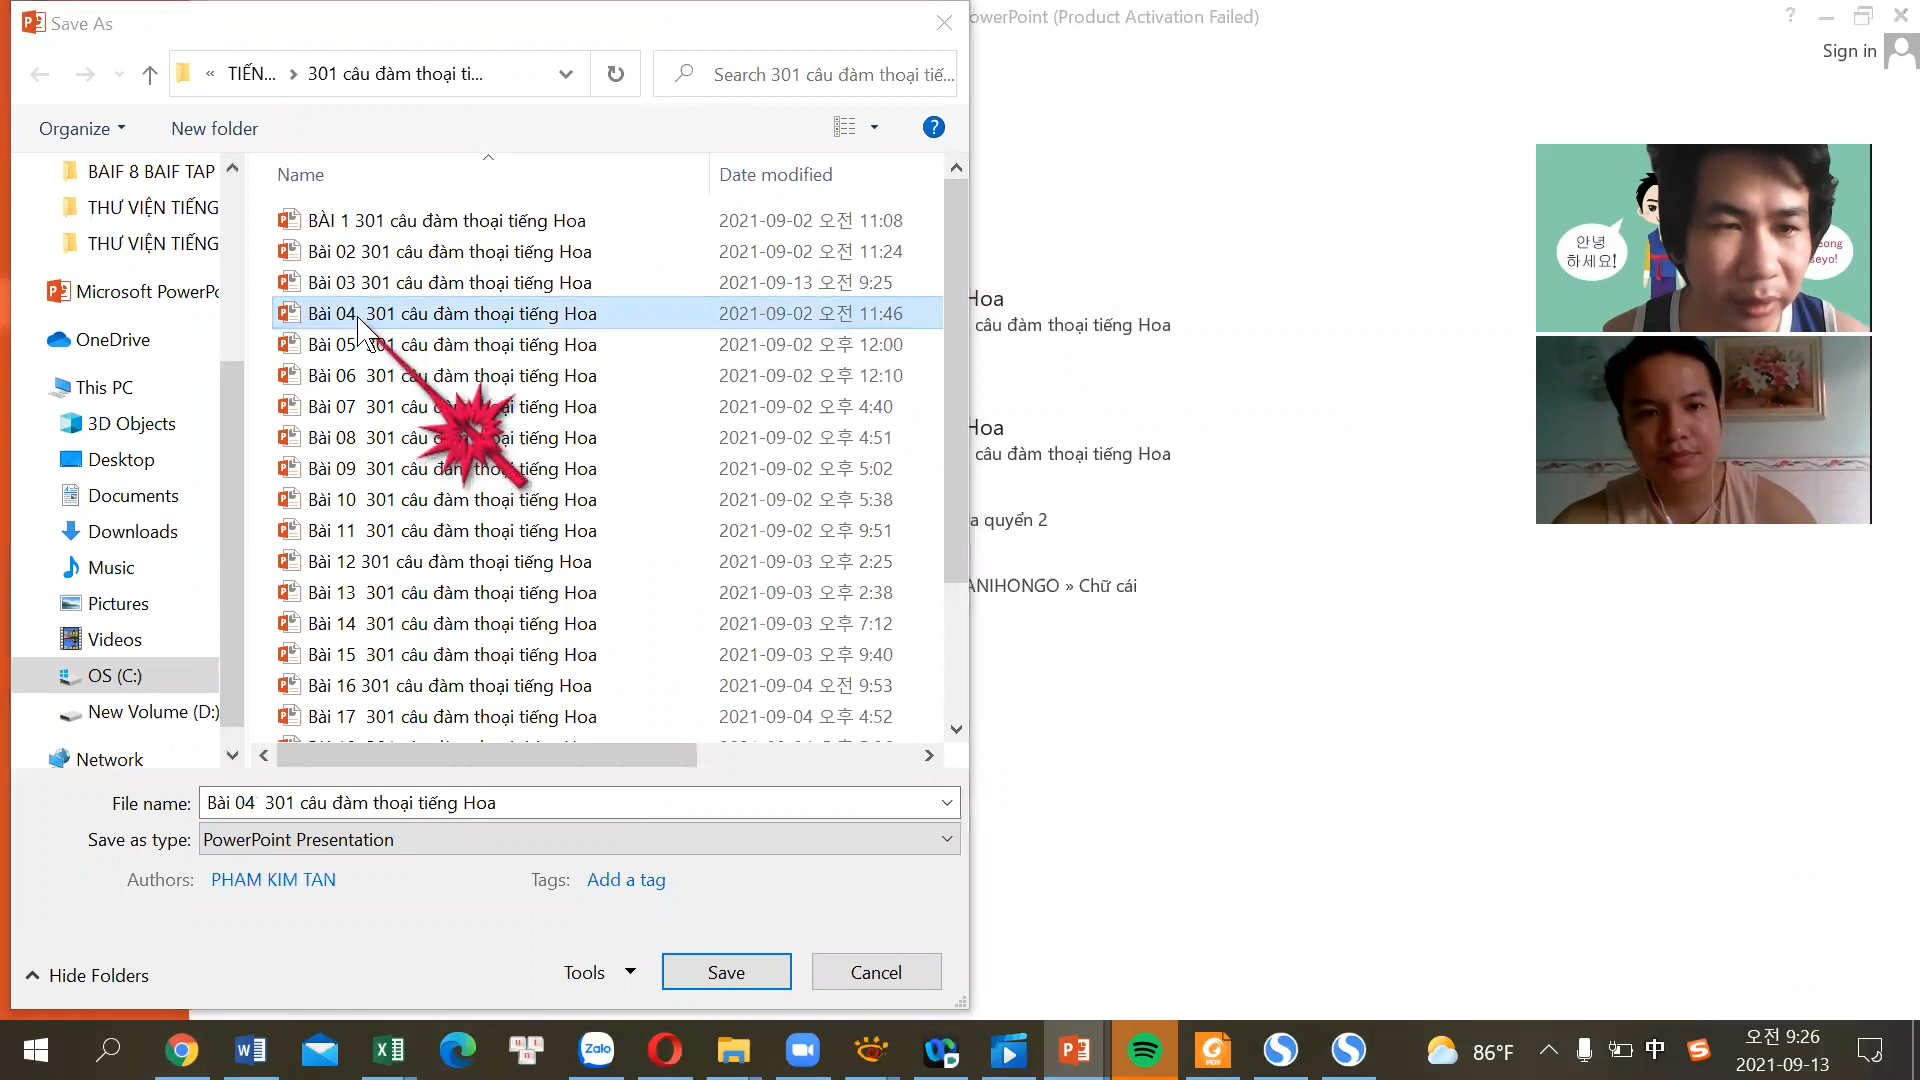 Save As
PowerPoint (Product Activation Failed)
Sign in
« TIẾN... > 301 câu đàm thoại ti...
Search 301 câu đàm thoại tiế...
Organize
New folder
Name
Date modified
BAIF 8 BAIF TAP
THƯ VIỆN TIẾNG
THƯ VIỆN TIẾNG
Microsoft PowerPo
OneDrive
This PC
3D Objects
Desktop
Documents
Downloads
Music
Pictures
Videos
OS (C:)
New Volume (D:)
Network
BÀI 1 301 câu đàm thoại tiếng Hoa 2021-09-02 오전 11:08
Bài 02 301 câu đàm thoại tiếng Hoa 2021-09-02 오전 11:24
Bài 03 301 câu đàm thoại tiếng Hoa 2021-09-13 오전 9:25
Bài 04 301 câu đàm thoại tiếng Hoa 2021-09-02 오전 11:46
Bài 05 301 câu đàm thoại tiếng Hoa 2021-09-02 오후 12:00
Bài 06 301 câu đàm thoại tiếng Hoa 2021-09-02 오후 12:10
Bài 07 301 câu đàm thoại tiếng Hoa 2021-09-02 오후 4:40
Bài 08 301 câu đàm thoại tiếng Hoa 2021-09-02 오후 4:51
Bài 09 301 câu đàm thoại tiếng Hoa 2021-09-02 오후 5:02
Bài 10 301 câu đàm thoại tiếng Hoa 2021-09-02 오후 5:38
Bài 11 301 câu đàm thoại tiếng Hoa 2021-09-02 오후 9:51
Bài 12 301 câu đàm thoại tiếng Hoa 2021-09-03 오후 2:25
Bài 13 301 câu đàm thoại tiếng Hoa 2021-09-03 오후 2:38
Bài 14 301 câu đàm thoại tiếng Hoa 2021-09-03 오후 7:12
Bài 15 301 câu đàm thoại tiếng Hoa 2021-09-03 오후 9:40
Bài 16 301 câu đàm thoại tiếng Hoa 2021-09-04 오전 9:53
Bài 17 301 câu đàm thoại tiếng Hoa 2021-09-04 오후 4:52
Hoa
câu đàm thoại tiếng Hoa
Hoa
câu đàm thoại tiếng Hoa
a quyển 2
ANIHONGO » Chữ cái
안녕
하세요!
eong
seyo!
File name: Bài 04 301 câu đàm thoại tiếng Hoa
Save as type: PowerPoint Presentation
Authors: PHAM KIM TAN
Tags: Add a tag
Hide Folders
Tools
Save
Cancel
Zalo
PDF
86°F
中
오전 9:26
2021-09-13